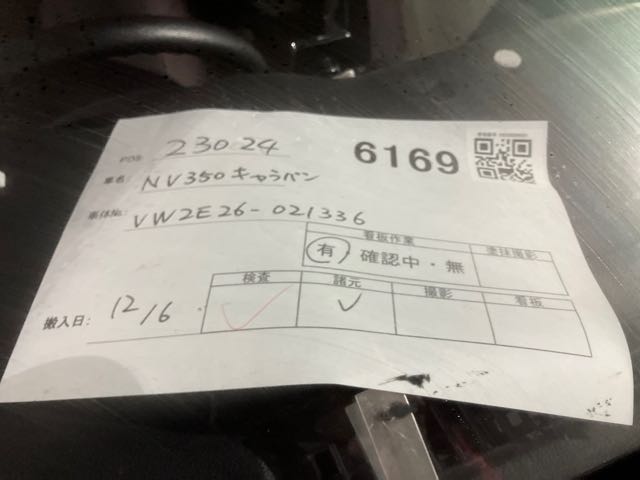 POS: 23024
6169
車名: NV350キャラバン
車体No: VW2E26-021336
看板作業
有・確認中・無
検査 諸元 撮影 看板
搬入日: 12/6